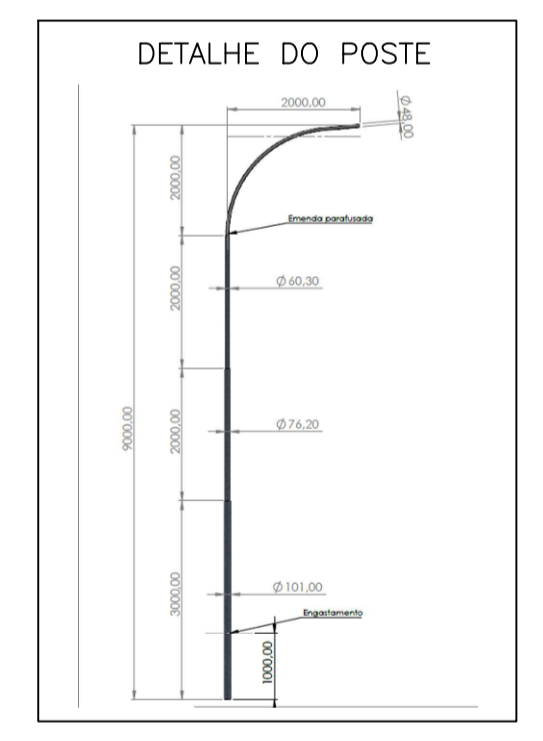 DETALHE DO POSTE
2000,00
Ø 48,00
2000,00
Emenda parafusada
2000,00
Ø 60,30
9000,00
2000,00
Ø 76,20
3000,00
Ø 101,00
Engastamento
1000,00